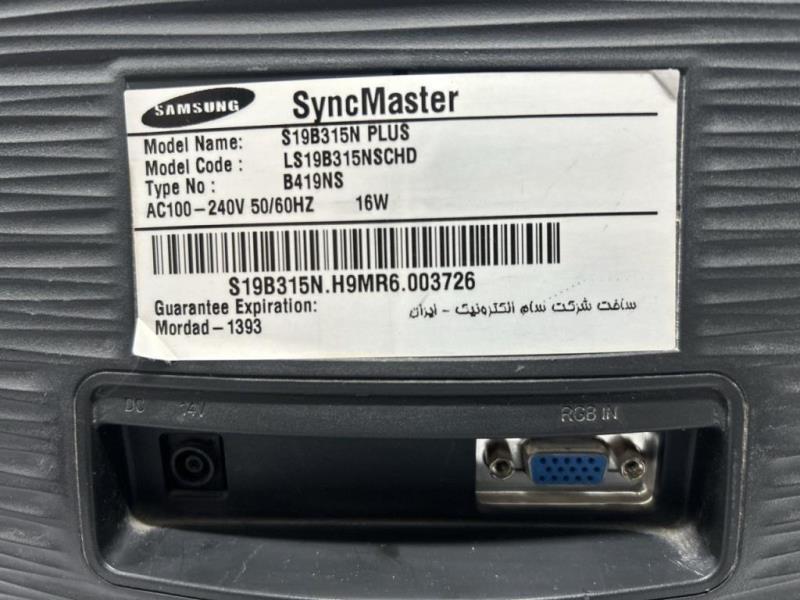 SAMSUNG SyncMaster
Model Name: S19B315N PLUS
Model Code : LS19B315NSCHD
Type No : B419NS
AC100-240V 50/60HZ 16W
S19B315N.H9MR6.003726
Guarantee Expiration:
Mordad-1393
ساخت شرکت سام الکترونیک - ایران
DC 14V
RGB IN